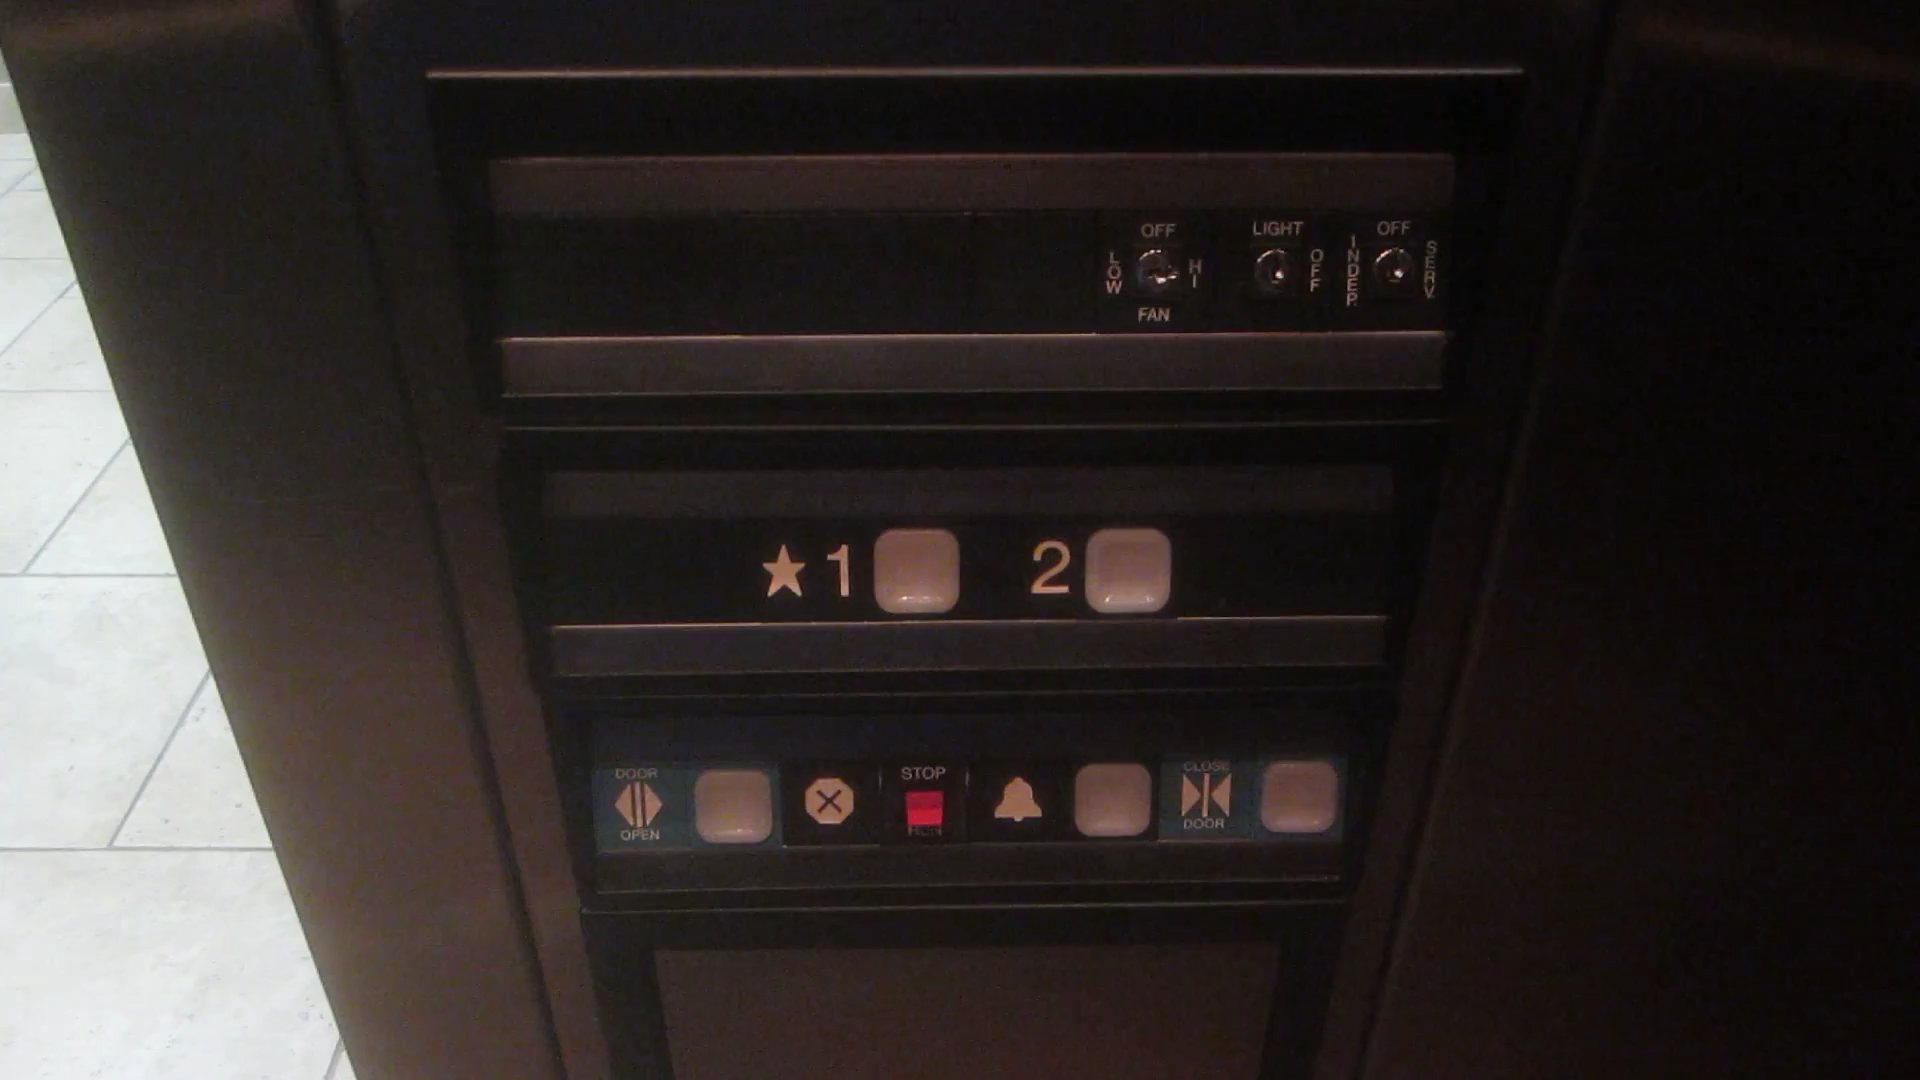 OFF LIGHT OFF
LOW HI OFF INDEP. SERV.
FAN
★1 2
DOOR STOP CLOSE
OPEN RUN DOOR